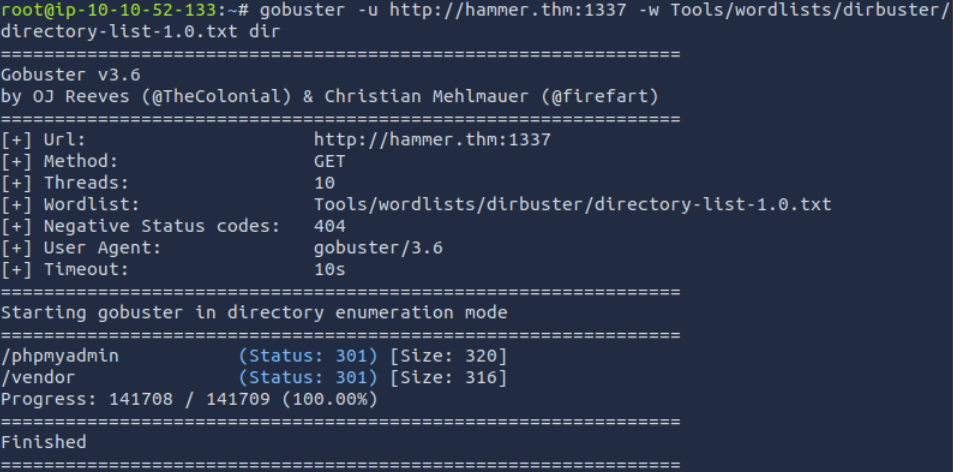 root@ip-10-10-52-133:~# gobuster -u http://hammer.thm:1337 -w Tools/wordlists/dirbuster/
directory-list-1.0.txt dir
===============================================================
Gobuster v3.6
by OJ Reeves (@TheColonial) & Christian Mehlmauer (@firefart)
===============================================================
[+] Url:                     http://hammer.thm:1337
[+] Method:                  GET
[+] Threads:                 10
[+] Wordlist:                Tools/wordlists/dirbuster/directory-list-1.0.txt
[+] Negative Status codes:   404
[+] User Agent:              gobuster/3.6
[+] Timeout:                 10s
===============================================================
Starting gobuster in directory enumeration mode
===============================================================
/phpmyadmin           (Status: 301) [Size: 320]
/vendor               (Status: 301) [Size: 316]
Progress: 141708 / 141709 (100.00%)
===============================================================
Finished
===============================================================